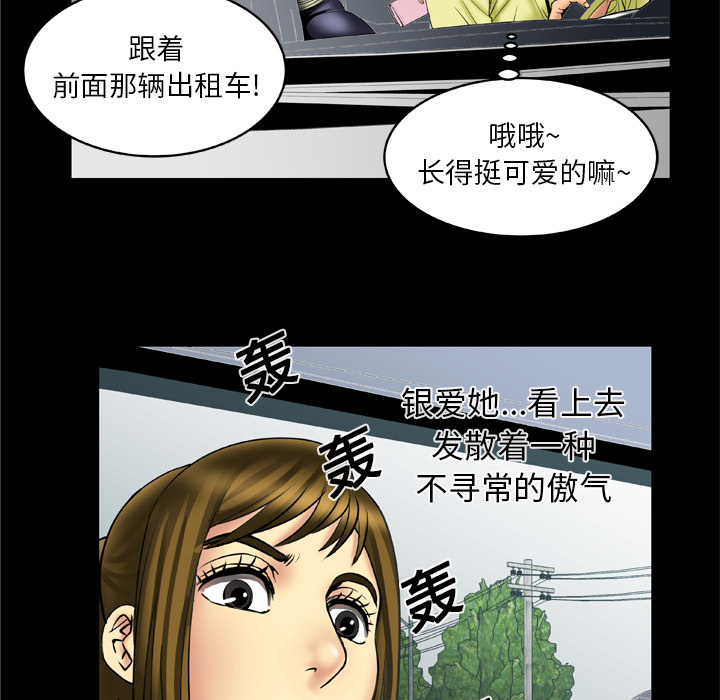 跟着
前面那辆出租车!
哦哦~
长得挺可爱的嘛~
轰
银爱她...看上去
发散着一种
不寻常的傲气
轰
轰